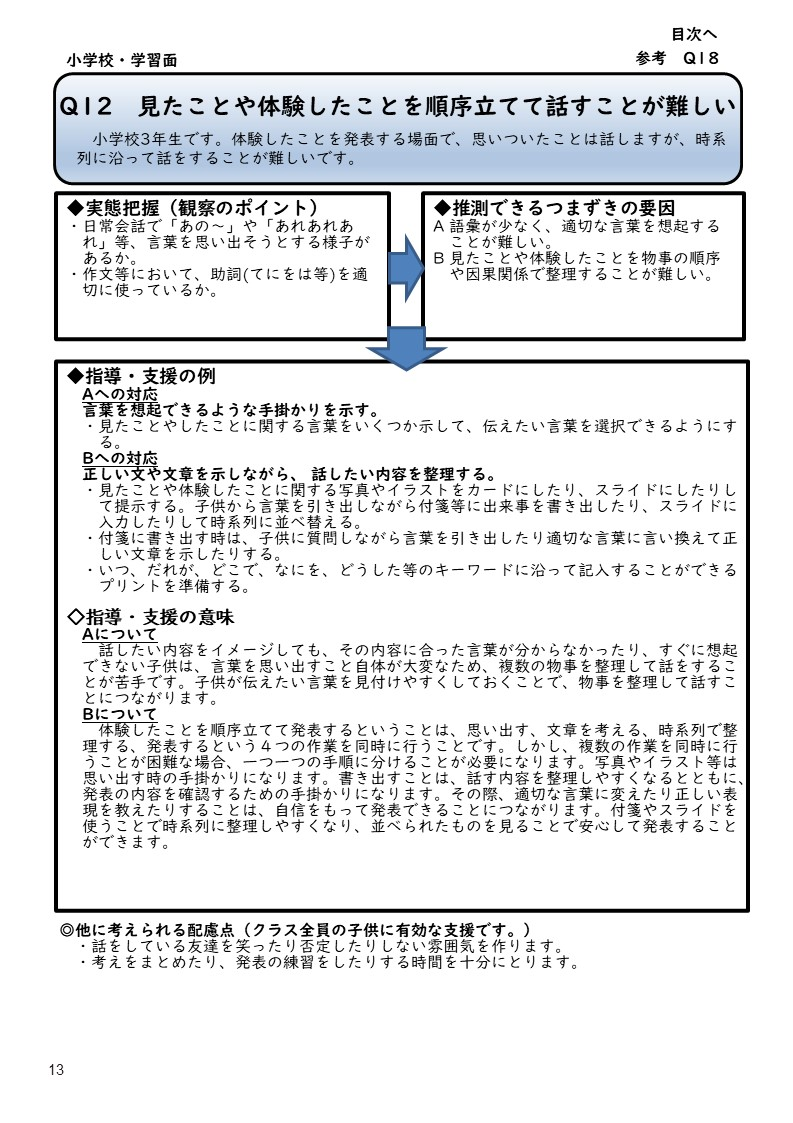 目次へ
小学校・学習面
参考　Q18
Q12　見たことや体験したことを順序立てて話すことが難しい
　小学校3年生です。体験したことを発表する場面で、思いついたことは話しますが、時系
列に沿って話をすることが難しいです。
◆実態把握（観察のポイント）
・日常会話で「あの～」や「あれあれあ
れ」等、言葉を思い出そうとする様子が
あるか。
・作文等において、助詞(てにをは等)を適
切に使っているか。
◆推測できるつまずきの要因
A 語彙が少なく、適切な言葉を想起する
ことが難しい。
B 見たことや体験したことを物事の順序
や因果関係で整理することが難しい。
◆指導・支援の例
Aへの対応
言葉を想起できるような手掛かりを示す。
・見たことやしたことに関する言葉をいくつか示して、伝えたい言葉を選択できるようにす
る。
Bへの対応
正しい文や文章を示しながら、 話したい内容を整理する。
・見たことや体験したことに関する写真やイラストをカードにしたり、スライドにしたりし
て提示する。子供から言葉を引き出しながら付箋等に出来事を書き出したり、スライドに
入力したりして時系列に並べ替える。
・付箋に書き出す時は、子供に質問しながら言葉を引き出したり適切な言葉に言い換えて正
しい文章を示したりする。
・いつ、だれが、どこで、なにを、どうした等のキーワードに沿って記入することができる
プリントを準備する。
◇指導・支援の意味
Aについて
　話したい内容をイメージしても、その内容に合った言葉が分からなかったり、すぐに想起
できない子供は、言葉を思い出すこと自体が大変なため、複数の物事を整理して話をするこ
とが苦手です。子供が伝えたい言葉を見付けやすくしておくことで、物事を整理して話すこ
とにつながります。
Bについて
　体験したことを順序立てて発表するということは、思い出す、文章を考える、時系列で整
理する、発表するという４つの作業を同時に行うことです。しかし、複数の作業を同時に行
うことが困難な場合、一つ一つの手順に分けることが必要になります。写真やイラスト等は
思い出す時の手掛かりになります。書き出すことは、話す内容を整理しやすくなるとともに、
発表の内容を確認するための手掛かりになります。その際、適切な言葉に変えたり正しい表
現を教えたりすることは、自信をもって発表できることにつながります。付箋やスライドを
使うことで時系列に整理しやすくなり、並べられたものを見ることで安心して発表すること
ができます。
◎他に考えられる配慮点（クラス全員の子供に有効な支援です。）
・話をしている友達を笑ったり否定したりしない雰囲気を作ります。
・考えをまとめたり、発表の練習をしたりする時間を十分にとります。
13